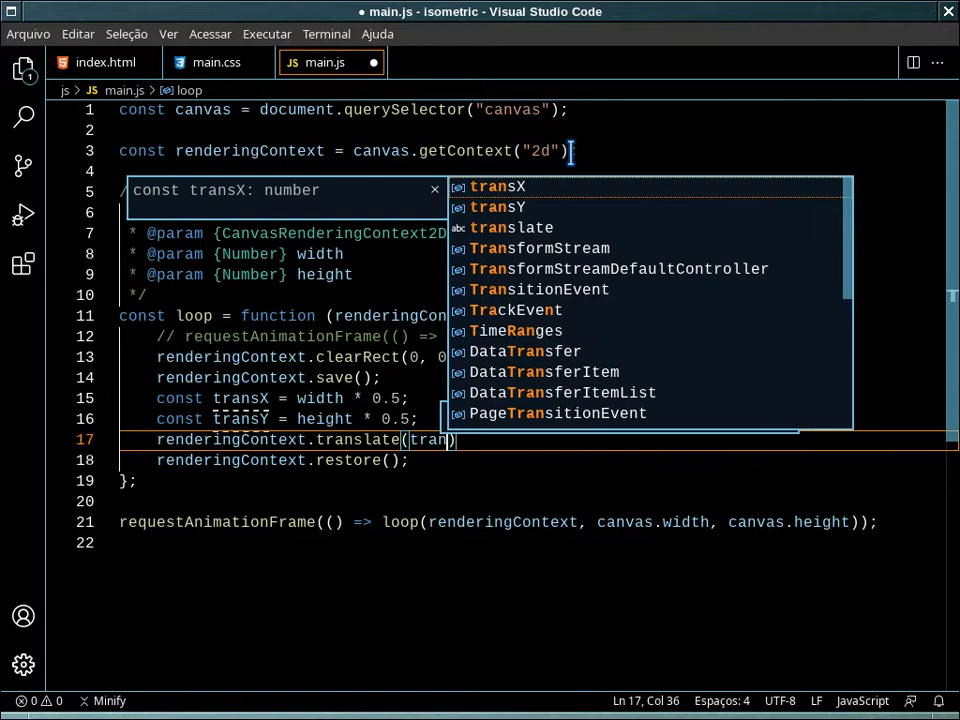 ● main.js - isometric - Visual Studio Code
Arquivo Editar Seleção Ver Acessar Executar Terminal Ajuda
index.html main.css JS main.js
js > JS main.js > loop
1 const canvas = document.querySelector("canvas");
2
3 const renderingContext = canvas.getContext("2d")
4
5 /
const transX: number ×
6
7 * @param {CanvasRenderingContext2D
8 * @param {Number} width
9 * @param {Number} height
10 */
11 const loop = function (renderingCon
12 // requestAnimationFrame(() =>
13 renderingContext.clearRect(0, 0
14 renderingContext.save();
15 const transX = width * 0.5;
16 const transY = height * 0.5;
17 renderingContext.translate(tran)
18 renderingContext.restore();
19 };
20
21 requestAnimationFrame(() => loop(renderingContext, canvas.width, canvas.height));
22
transX
transY
abc translate
TransformStream
TransformStreamDefaultController
TransitionEvent
TrackEvent
TimeRanges
DataTransfer
DataTransferItem
DataTransferItemList
PageTransitionEvent
1
0 0 Minify Ln 17, Col 36 Espaços: 4 UTF-8 LF JavaScript